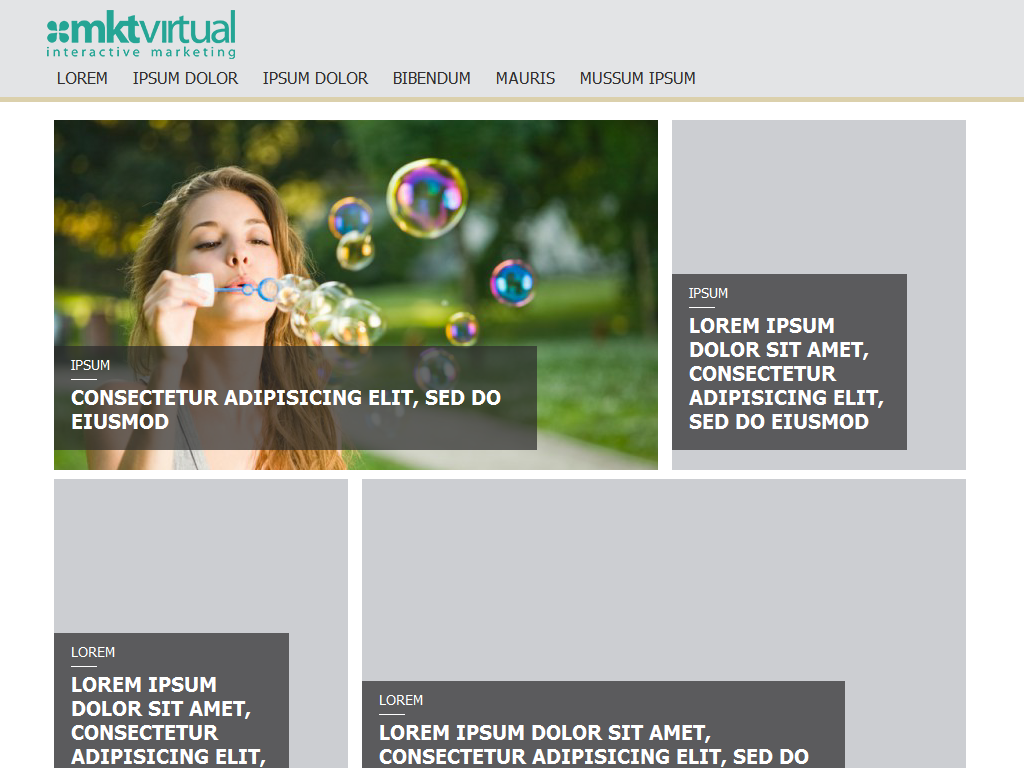 mktvirtual
interactive marketing
LOREM IPSUM DOLOR IPSUM DOLOR BIBENDUM MAURIS MUSSUM IPSUM
IPSUM
CONSECTETUR ADIPISICING ELIT, SED DO
EIUSMOD
IPSUM
LOREM IPSUM
DOLOR SIT AMET,
CONSECTETUR
ADIPISICING ELIT,
SED DO EIUSMOD
LOREM
LOREM IPSUM
DOLOR SIT AMET,
CONSECTETUR
ADIPISICING ELIT,
LOREM
LOREM IPSUM DOLOR SIT AMET,
CONSECTETUR ADIPISICING ELIT, SED DO